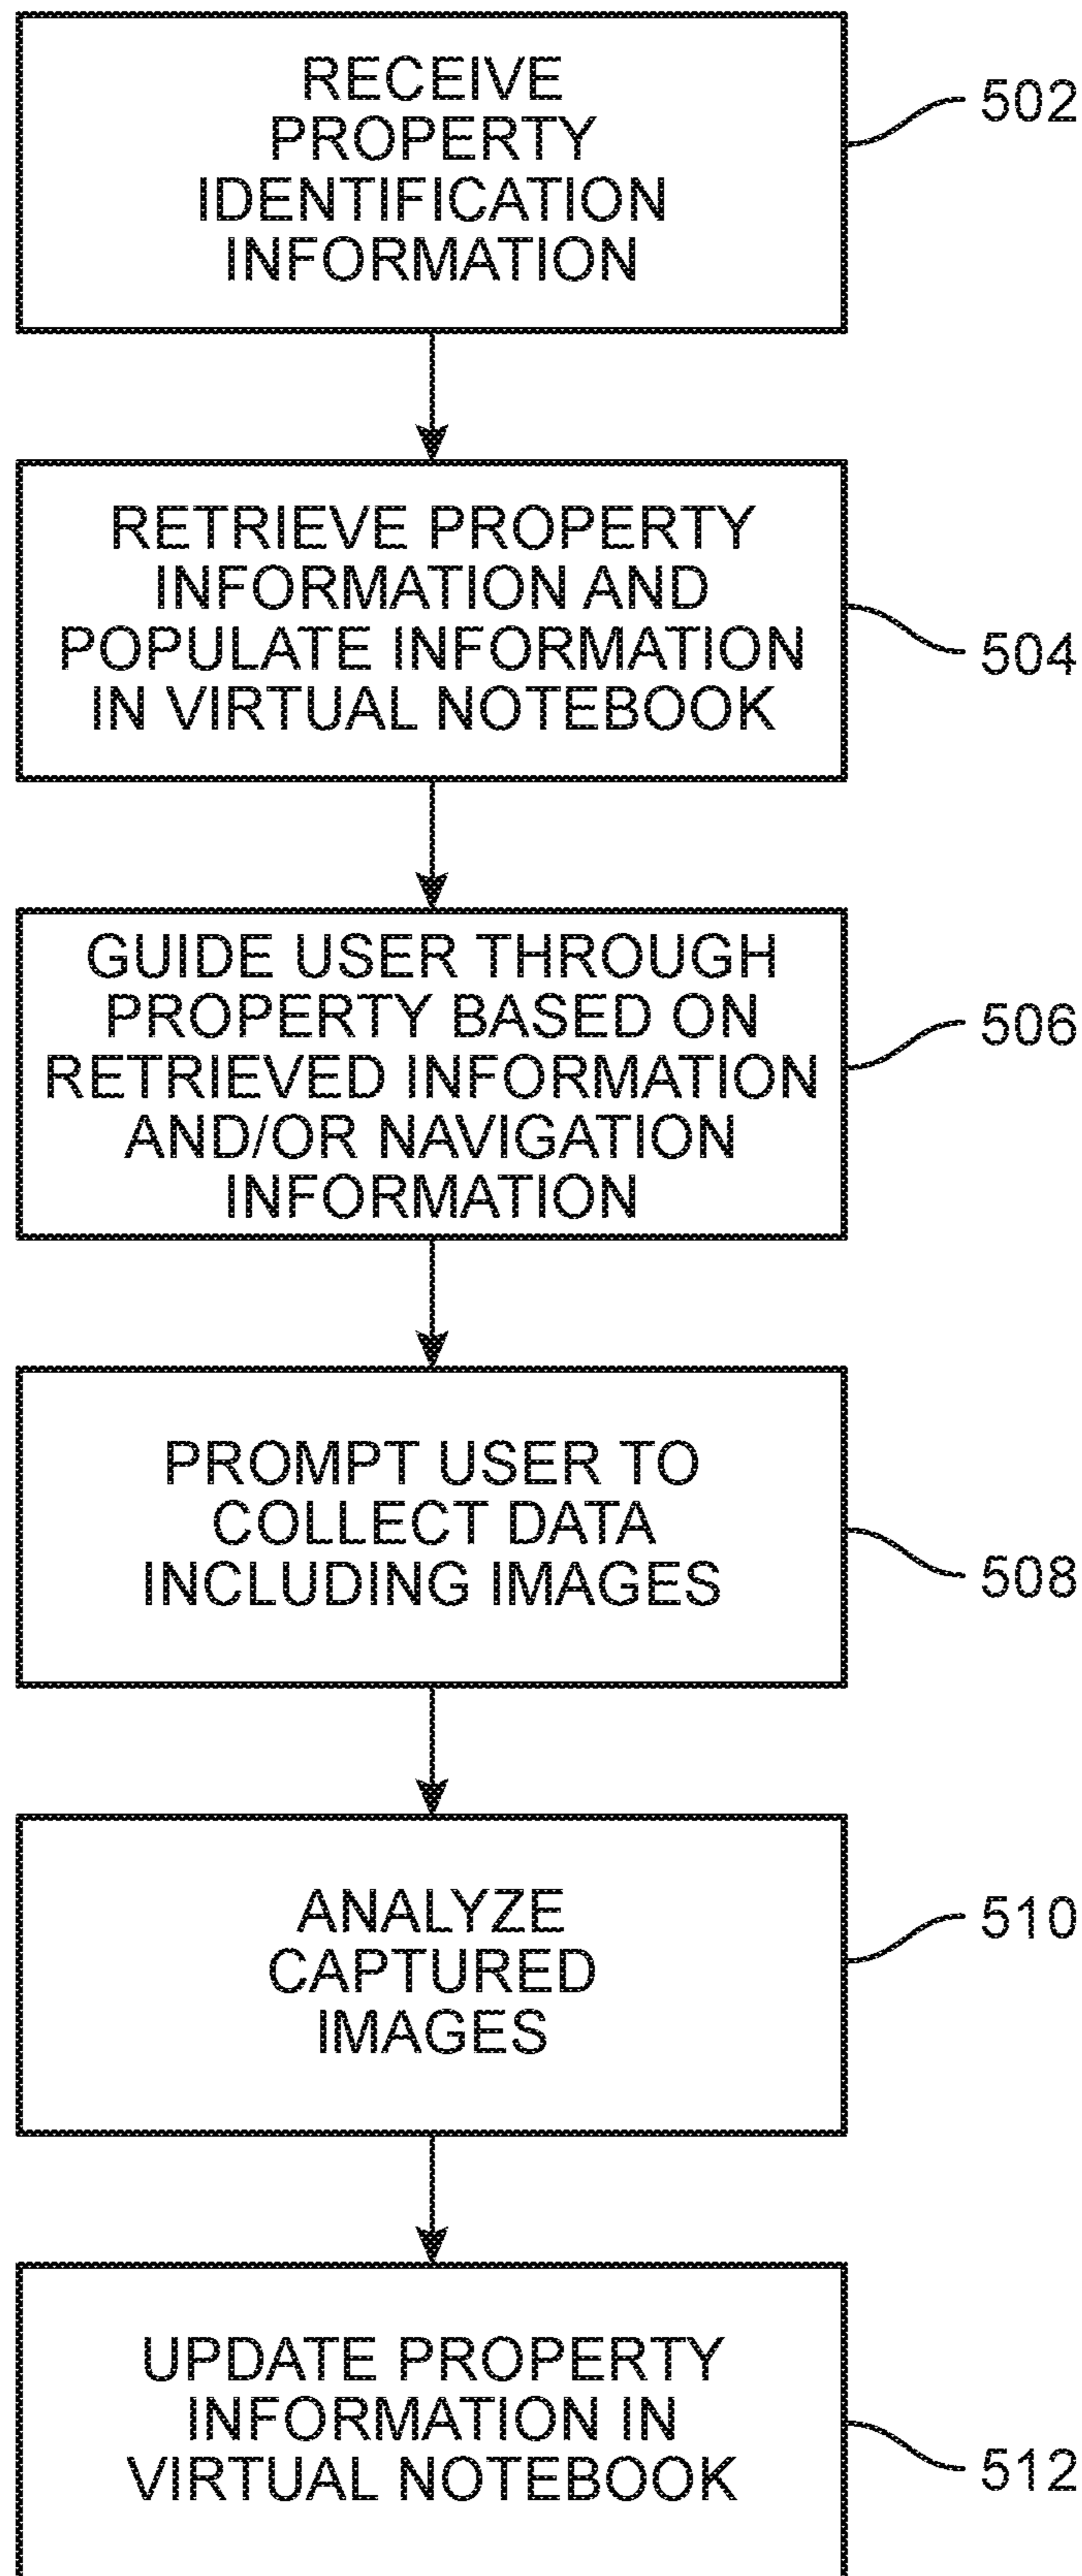 RECEIVE
PROPERTY
IDENTIFICATION
INFORMATION
502
RETRIEVE PROPERTY
INFORMATION AND
POPULATE INFORMATION
IN VIRTUAL NOTEBOOK
504
GUIDE USER THROUGH
PROPERTY BASED ON
RETRIEVED INFORMATION
AND/OR NAVIGATION
INFORMATION
506
PROMPT USER TO
COLLECT DATA
INCLUDING IMAGES
508
ANALYZE
CAPTURED
IMAGES
510
UPDATE PROPERTY
INFORMATION IN
VIRTUAL NOTEBOOK
512